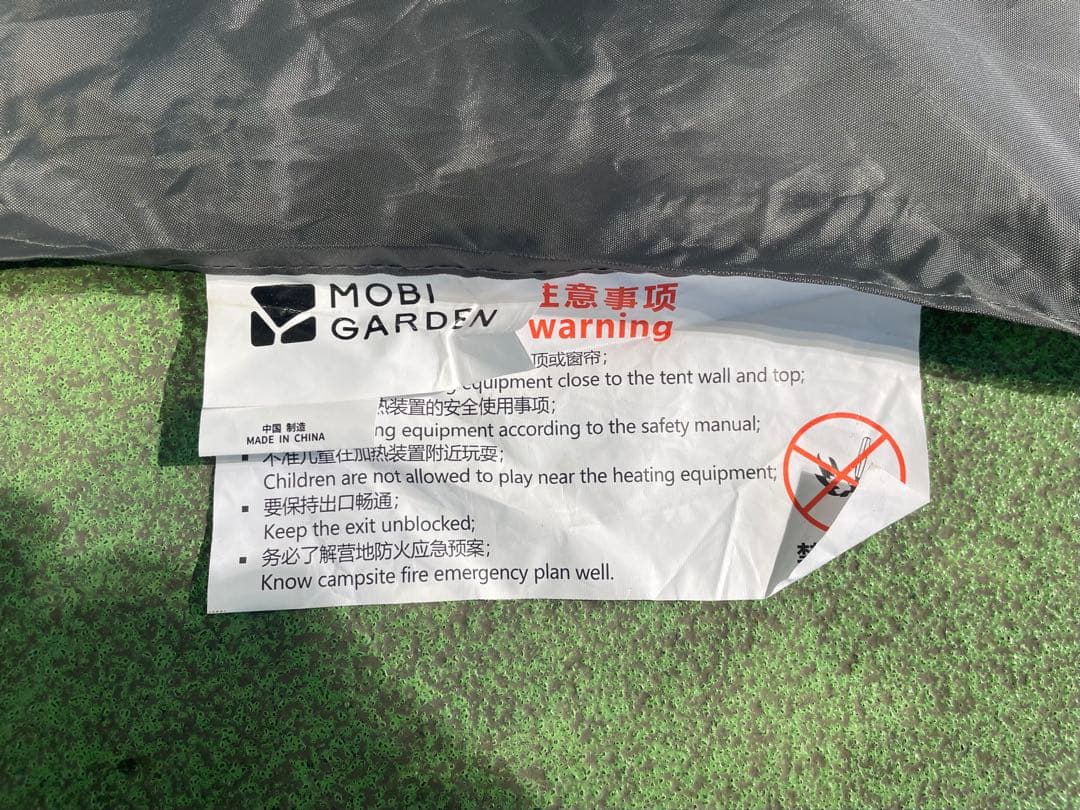 MOBI
GARDEN
中国 制造
MADE IN CHINA
注意事项
warning
顶或窗帘；
equipment close to the tent wall and top;
热装置的安全使用事项；
ng equipment according to the safety manual;
不准儿童在加热装置附近玩耍；
Children are not allowed to play near the heating equipment;
要保持出口畅通；
Keep the exit unblocked;
务必了解营地防火应急预案；
Know campsite fire emergency plan well.